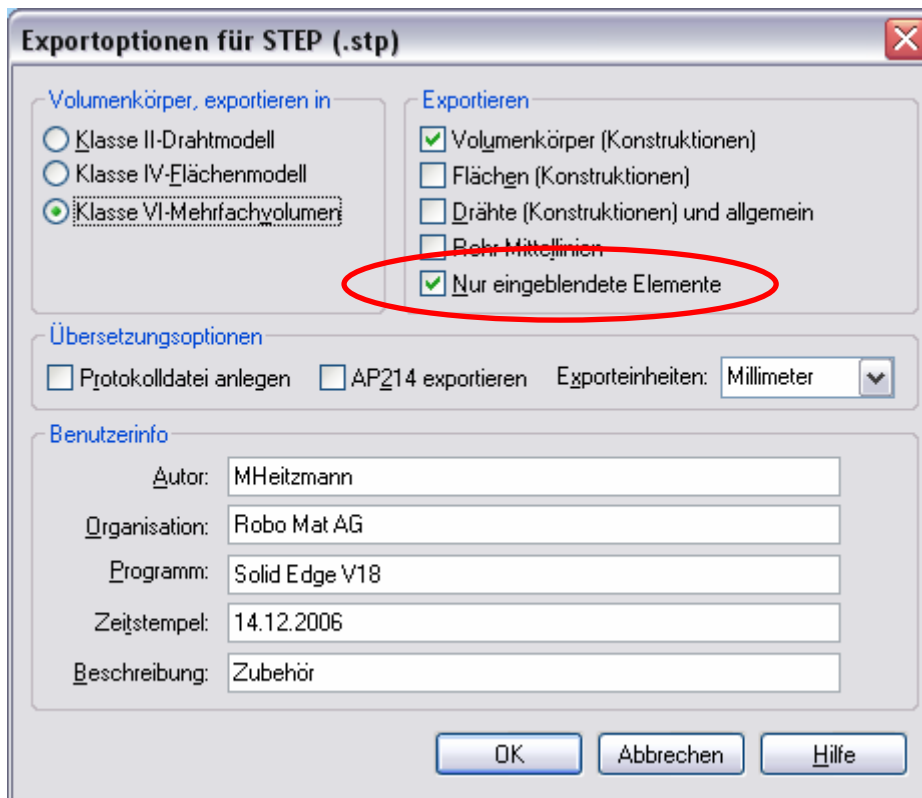 Exportoptionen für STEP (.stp)
Volumenkörper, exportieren in
Klasse II-Drahtmodell
Klasse IV-Flächenmodell
Klasse VI-Mehrfachvolumen
Exportieren
Volumenkörper (Konstruktionen)
Flächen (Konstruktionen)
Drähte (Konstruktionen) und allgemein
Rohr Mittellinien
Nur eingeblendete Elemente
Übersetzungsoptionen
Protokolldatei anlegen
AP214 exportieren
Exporteinheiten: Millimeter
Benutzerinfo
Autor: MHeitzmann
Organisation: Robo Mat AG
Programm: Solid Edge V18
Zeitstempel: 14.12.2006
Beschreibung: Zubehör
OK
Abbrechen
Hilfe